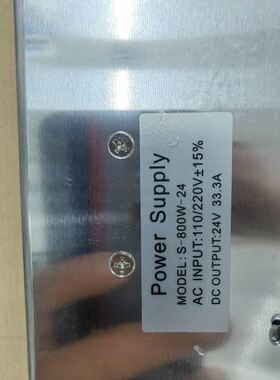 Power Supply
MODEL: S-800W-24
AC INPUT:110/220V±15%
DC OUTPUT:24V 33.3A